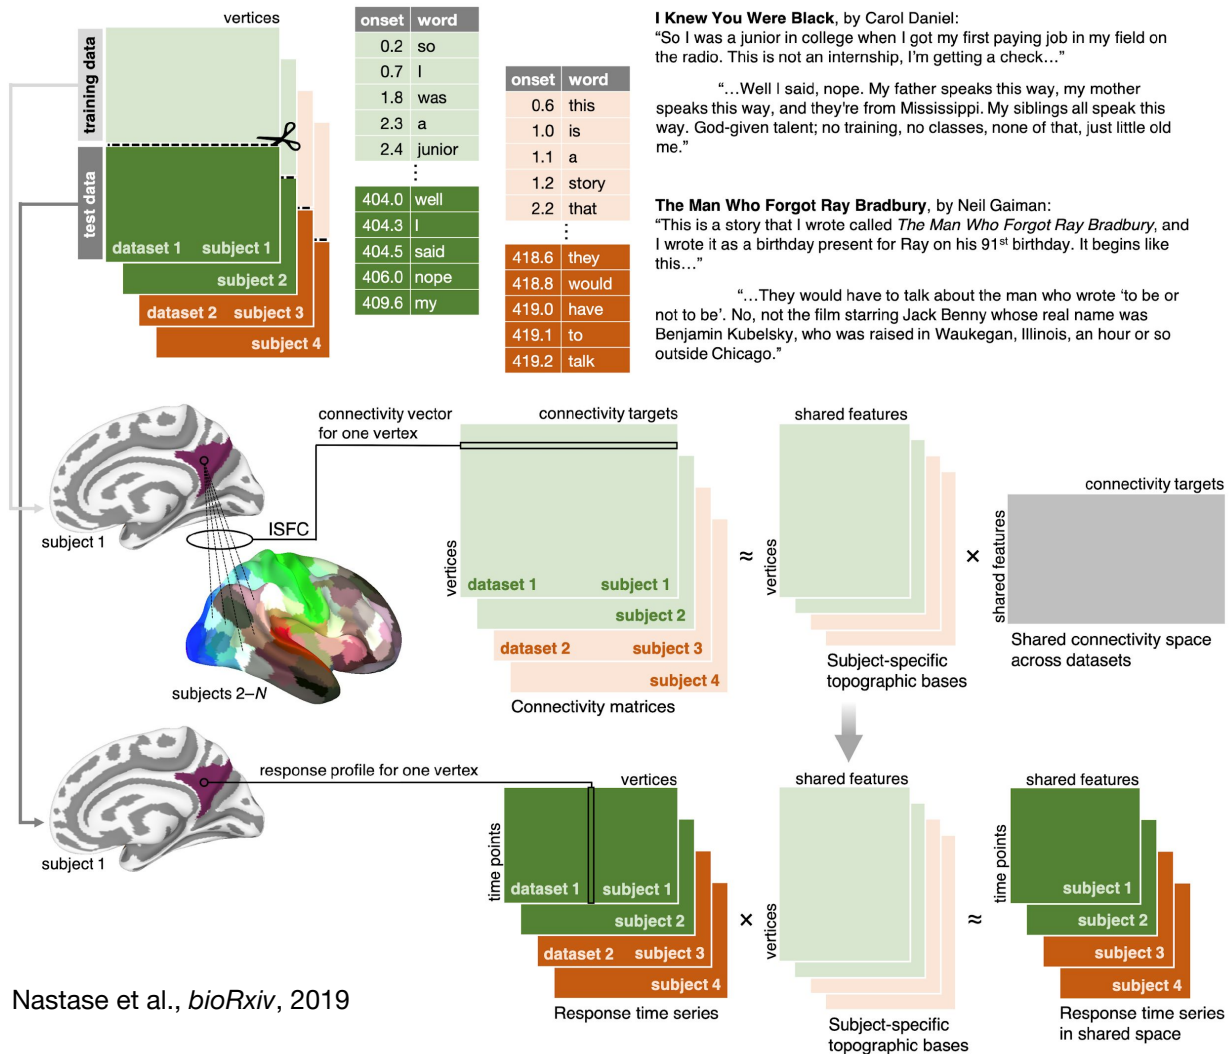 vertices
training data
test data
dataset 1 subject 1
subject 2
dataset 2 subject 3
subject 4
onset word
0.2 so
0.7 I
1.8 was
2.3 a
2.4 junior
404.0 well
404.3 I
404.5 said
406.0 nope
409.6 my
onset word
0.6 this
1.0 is
1.1 a
1.2 story
2.2 that
418.6 they
418.8 would
419.0 have
419.1 to
419.2 talk
I Knew You Were Black, by Carol Daniel:
“So I was a junior in college when I got my first paying job in my field on
the radio. This is not an internship, I’m getting a check…”
“…Well I said, nope. My father speaks this way, my mother
speaks this way, and they're from Mississippi. My siblings all speak this
way. God-given talent; no training, no classes, none of that, just little old
me.”
The Man Who Forgot Ray Bradbury, by Neil Gaiman:
“This is a story that I wrote called The Man Who Forgot Ray Bradbury, and
I wrote it as a birthday present for Ray on his 91st birthday. It begins like
this…”
“…They would have to talk about the man who wrote ‘to be or
not to be’. No, not the film starring Jack Benny whose real name was
Benjamin Kubelsky, who was raised in Waukegan, Illinois, an hour or so
outside Chicago.”
subject 1
ISFC
subjects 2–N
connectivity vector
for one vertex
connectivity targets
vertices
dataset 1 subject 1
subject 2
dataset 2 subject 3
subject 4
Connectivity matrices
≈
shared features
vertices
Subject-specific
topographic bases
×
connectivity targets
shared features
Shared connectivity space
across datasets
subject 1
response profile for one vertex
vertices
time points
dataset 1 subject 1
subject 2
dataset 2 subject 3
subject 4
Response time series
×
shared features
vertices
Subject-specific
topographic bases
≈
shared features
time points
subject 1
subject 2
subject 3
subject 4
Response time series
in shared space
Nastase et al., bioRxiv, 2019